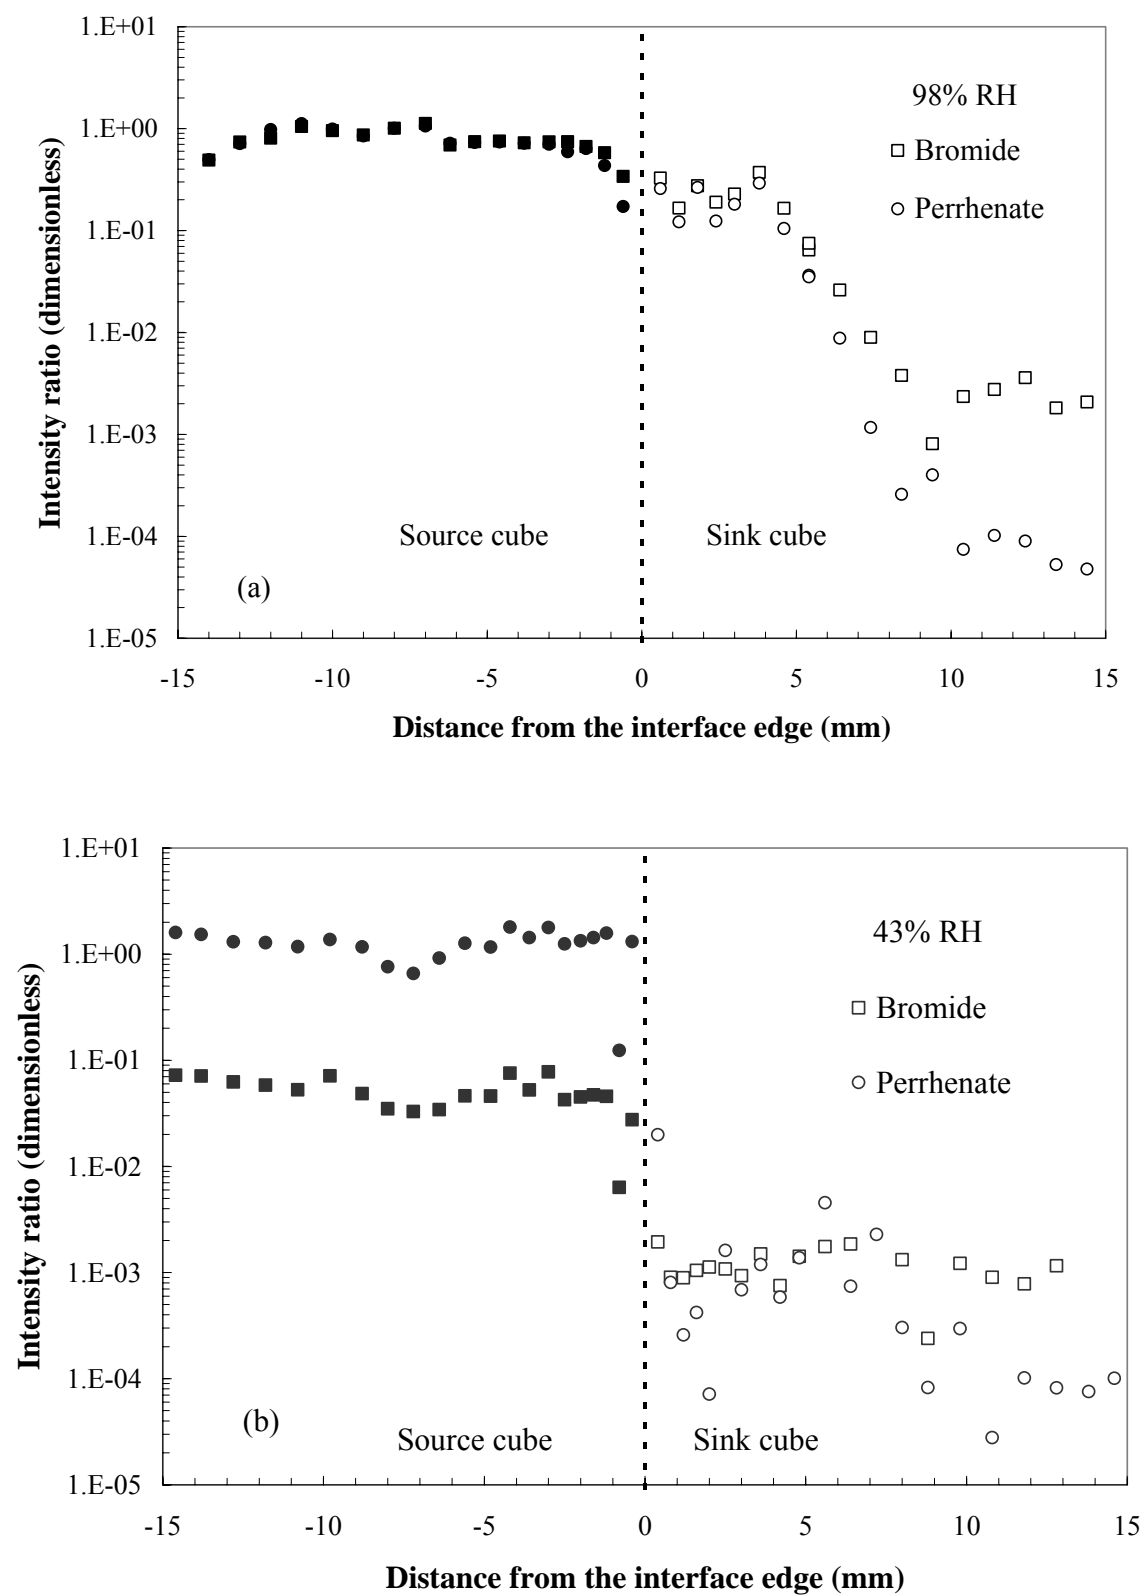 1.E+01
98% RH
Bromide
Perrhenate
1.E+00
1.E-01
1.E-02
1.E-03
1.E-04
1.E-05
Intensity ratio (dimensionless)
Source cube
Sink cube
(a)
-15 -10 -5 0 5 10 15
Distance from the interface edge (mm)
1.E+01
43% RH
Bromide
Perrhenate
1.E+00
1.E-01
1.E-02
1.E-03
1.E-04
1.E-05
Intensity ratio (dimensionless)
(b)
Source cube
Sink cube
-15 -10 -5 0 5 10 15
Distance from the interface edge (mm)